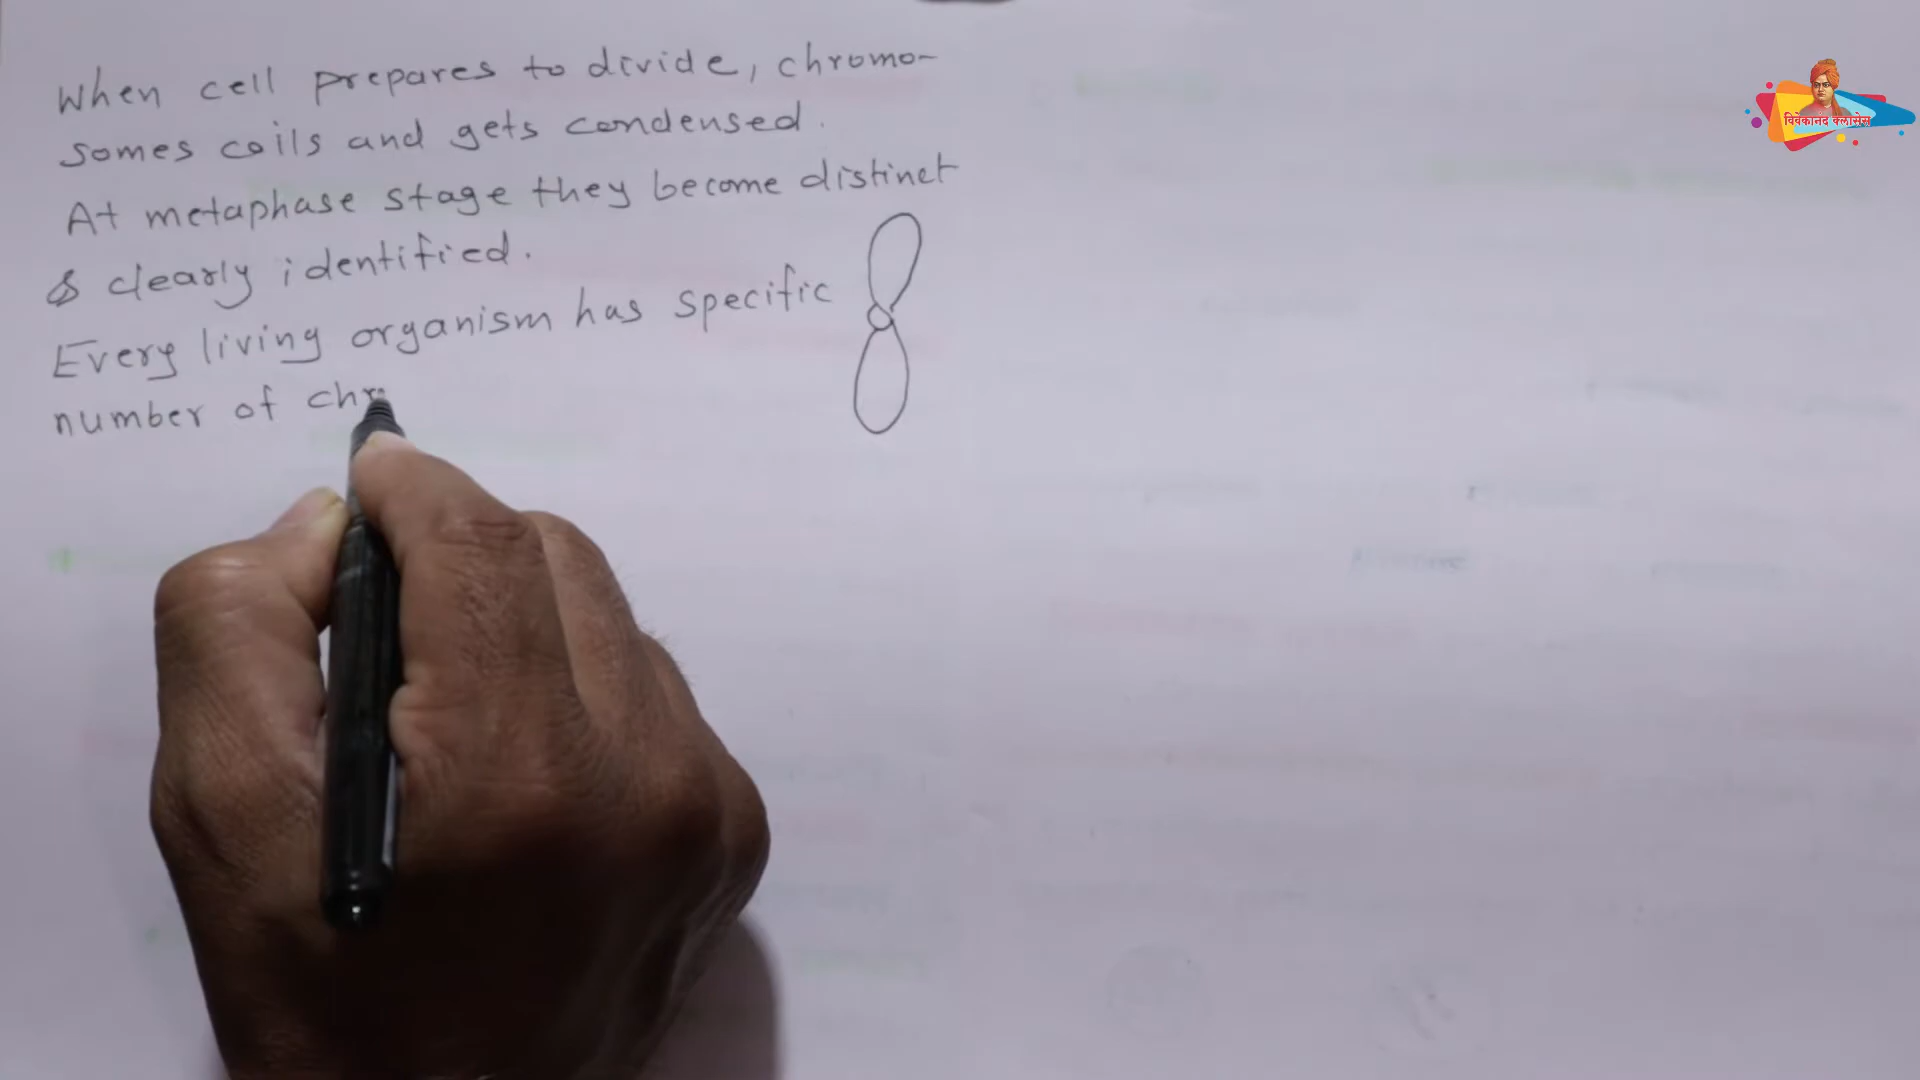 When cell prepares to divide, chromo-
somes coils and gets condensed.
At metaphase stage they become distinct
& clearly identified.
Every living organism has specific
number of chr
विवेकानंद क्लासेस